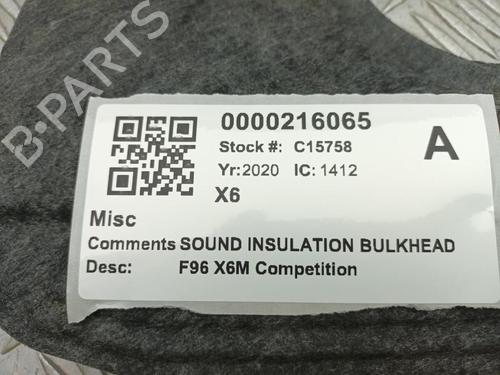 B-PARTS
0000216065
Stock #: C15758
A
Yr: 2020 IC: 1412
X6
Misc
Comments SOUND INSULATION BULKHEAD
Desc: F96 X6M Competition